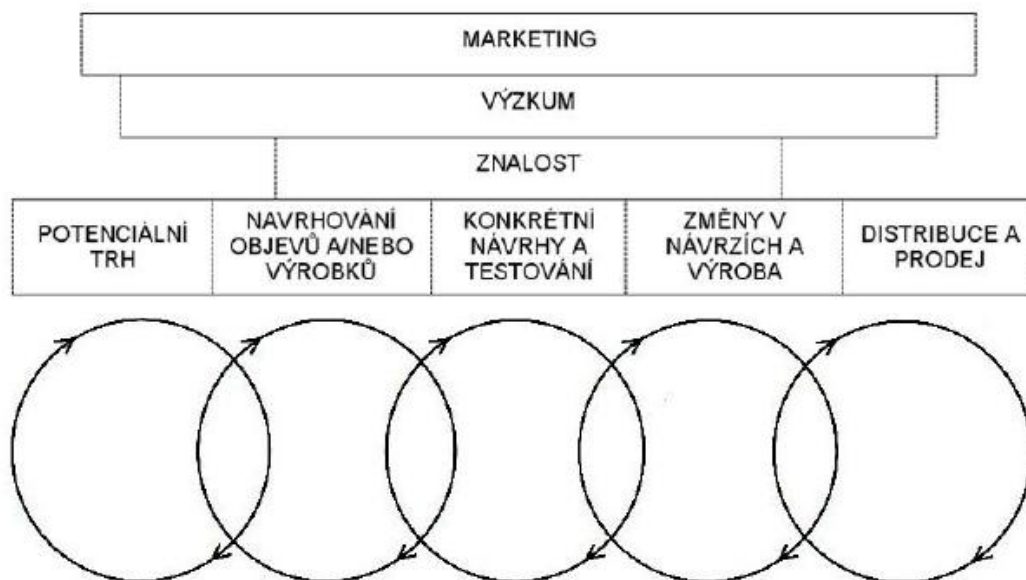 MARKETING
VÝZKUM
ZNALOST
POTENCIÁLNÍ
TRH
NAVRHOVÁNÍ
OBJEVŮ A/NEBO
VÝROBKŮ
KONKRÉTNÍ
NÁVRHY A
TESTOVÁNÍ
ZMĚNY V
NÁVRZÍCH A
VÝROBA
DISTRIBUCE A
PRODEJ